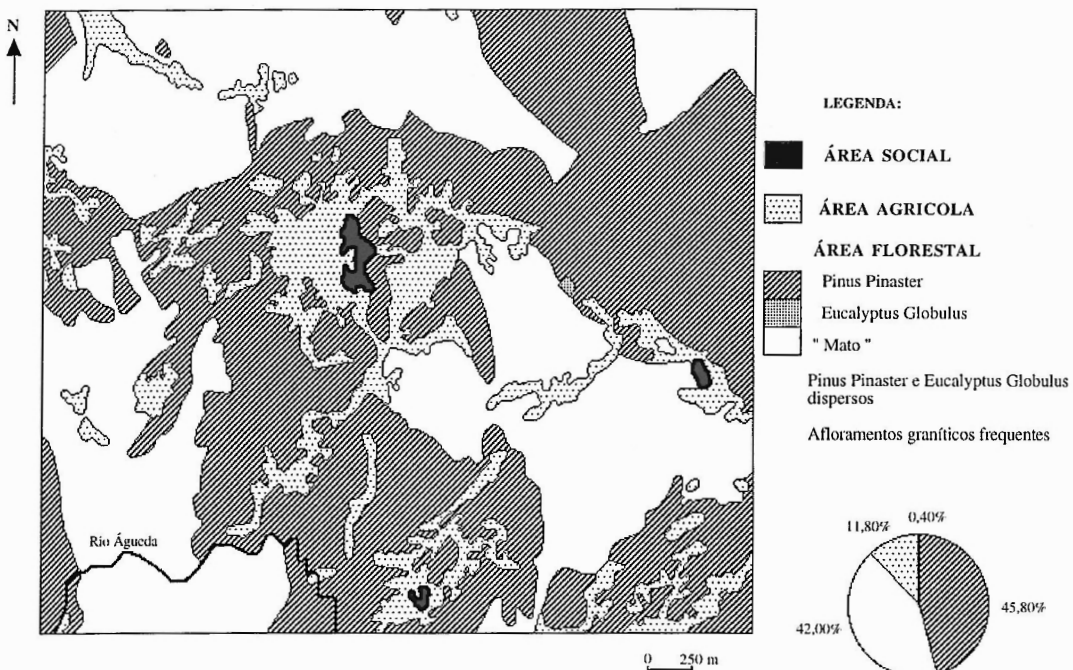 N
LEGENDA:
ÁREA SOCIAL
ÁREA AGRICOLA
ÁREA FLORESTAL
Pinus Pinaster
Eucalyptus Globulus
" Mato "
Pinus Pinaster e Eucalyptus Globulus
dispersos
Afloramentos graníticos frequentes
Rio Águeda
0,40%
11,80%
45,80%
42,00%
0 250 m